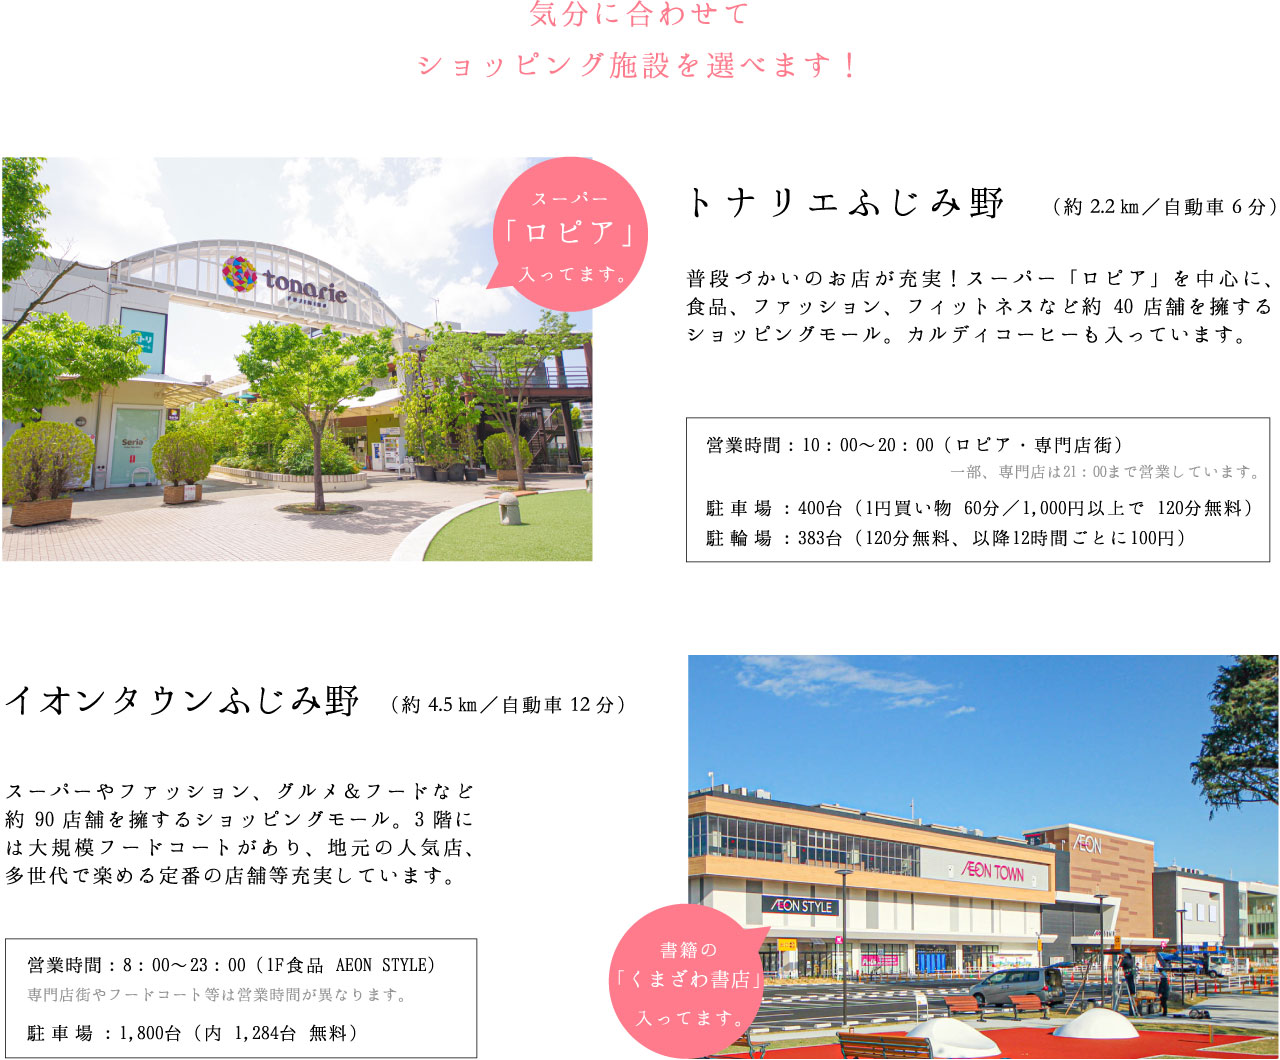 気分に合わせて
ショッピング施設を選べます！
tonarie
FUJIMINO
Seria
スーパー
「ロピア」
入ってます。
トナリエふじみ野 （約 2.2 ㎞／自動車 6 分）
普段づかいのお店が充実！スーパー「ロピア」を中心に、
食品、ファッション、フィットネスなど約 40 店舗を擁する
ショッピングモール。カルディコーヒーも入っています。
営業時間：10：00〜20：00（ロピア・専門店街）
一部、専門店は21：00まで営業しています。
駐車場：400台（1円買い物 60分／1,000円以上で 120分無料）
駐輪場：383台（120分無料、以降12時間ごとに100円）
イオンタウンふじみ野 （約 4.5 ㎞／自動車 12 分）
スーパーやファッション、グルメ＆フードなど
約 90 店舗を擁するショッピングモール。3 階に
は大規模フードコートがあり、地元の人気店、
多世代で楽める定番の店舗等充実しています。
営業時間：8：00〜23：00（1F食品 AEON STYLE）
専門店街やフードコート等は営業時間が異なります。
駐車場：1,800台（内 1,284台 無料）
ÆON
ÆON TOWN
ÆON STYLE
書籍の
「くまざわ書店」
入ってます。